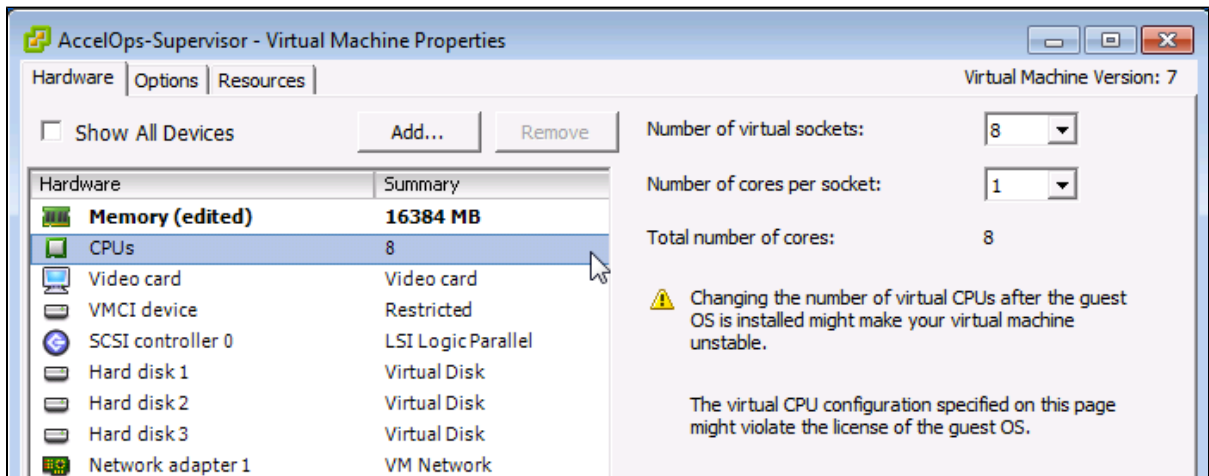 AccelOps-Supervisor - Virtual Machine Properties
Hardware Options Resources Virtual Machine Version: 7
Show All Devices Add... Remove
Number of virtual sockets: 8
Hardware Summary
Number of cores per socket: 1
Memory (edited) 16384 MB
CPUs 8
Total number of cores: 8
Video card Video card
VMCI device Restricted
SCSI controller 0 LSI Logic Parallel
Hard disk 1 Virtual Disk
Hard disk 2 Virtual Disk
Hard disk 3 Virtual Disk
Network adapter 1 VM Network
Changing the number of virtual CPUs after the guest
OS is installed might make your virtual machine
unstable.
The virtual CPU configuration specified on this page
might violate the license of the guest OS.